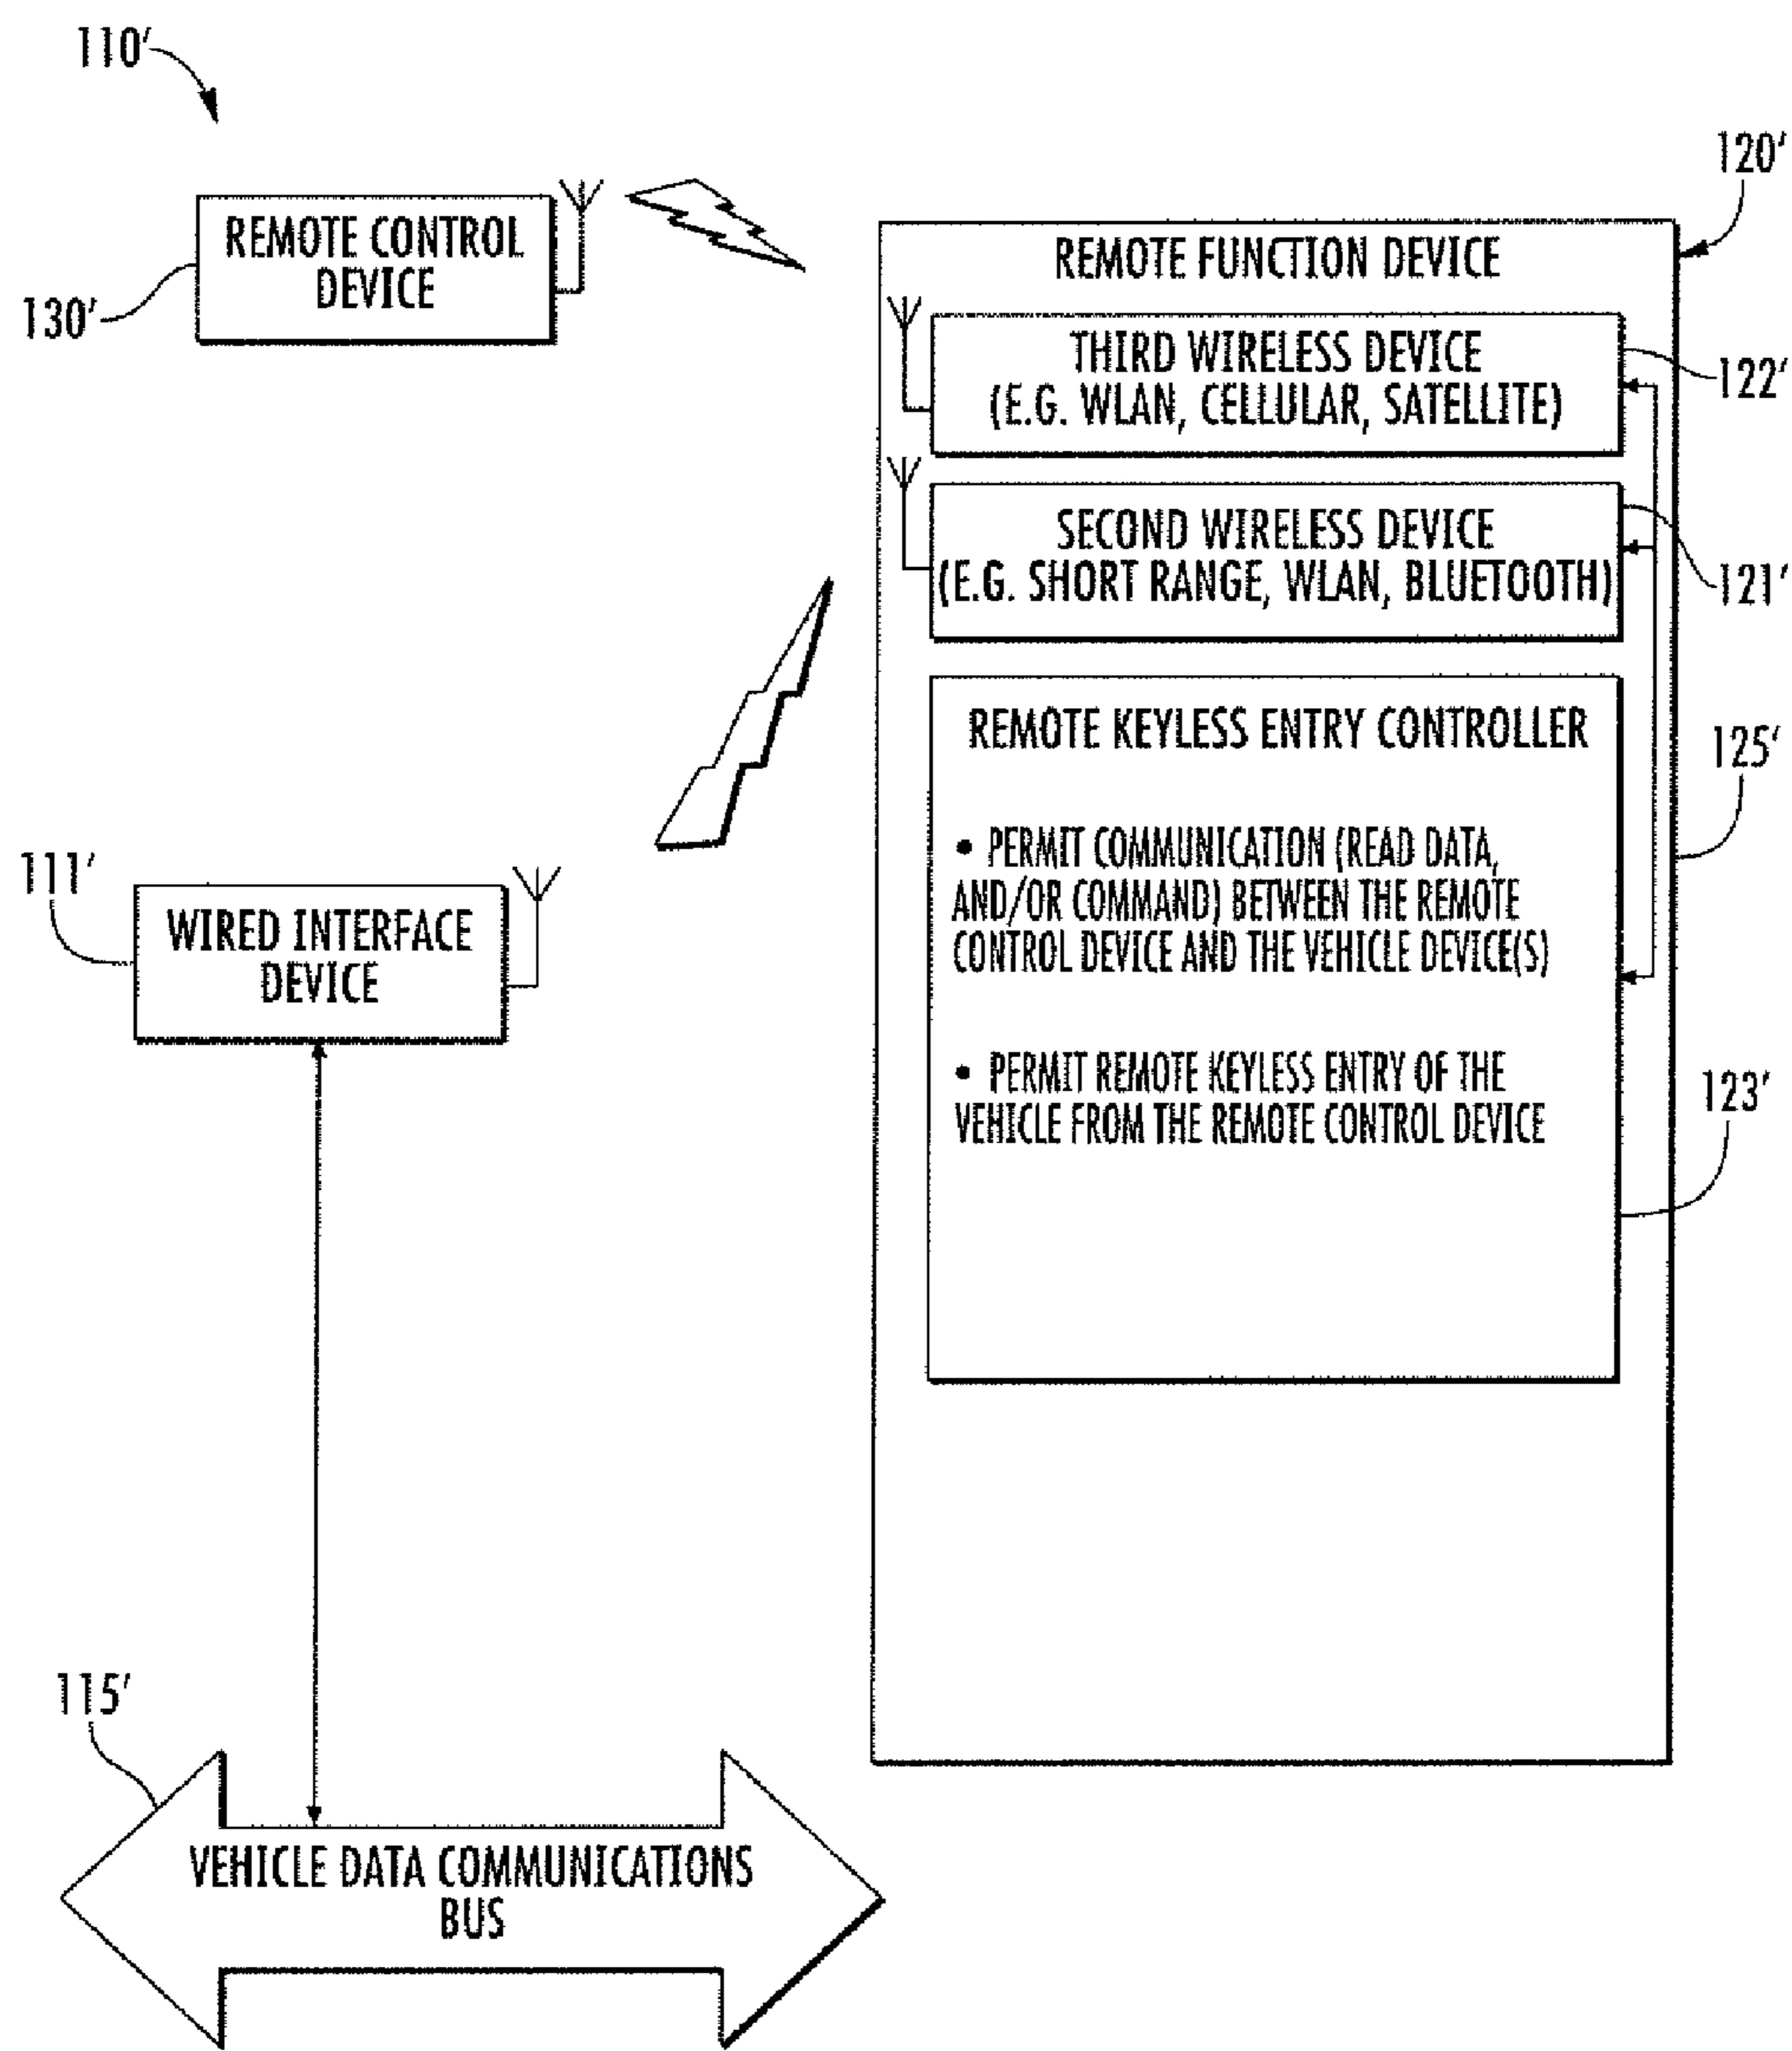 110′
120′
REMOTE CONTROL
DEVICE
130′
REMOTE FUNCTION DEVICE
THIRD WIRELESS DEVICE
(E.G. WLAN, CELLULAR, SATELLITE)
122′
SECOND WIRELESS DEVICE
(E.G. SHORT RANGE, WLAN, BLUETOOTH)
121′
REMOTE KEYLESS ENTRY CONTROLLER
125′
• PERMIT COMMUNICATION (READ DATA,
AND/OR COMMAND) BETWEEN THE REMOTE
CONTROL DEVICE AND THE VEHICLE DEVICE(S)
111′
WIRED INTERFACE
DEVICE
• PERMIT REMOTE KEYLESS ENTRY OF THE
VEHICLE FROM THE REMOTE CONTROL DEVICE
123′
115′
VEHICLE DATA COMMUNICATIONS
BUS